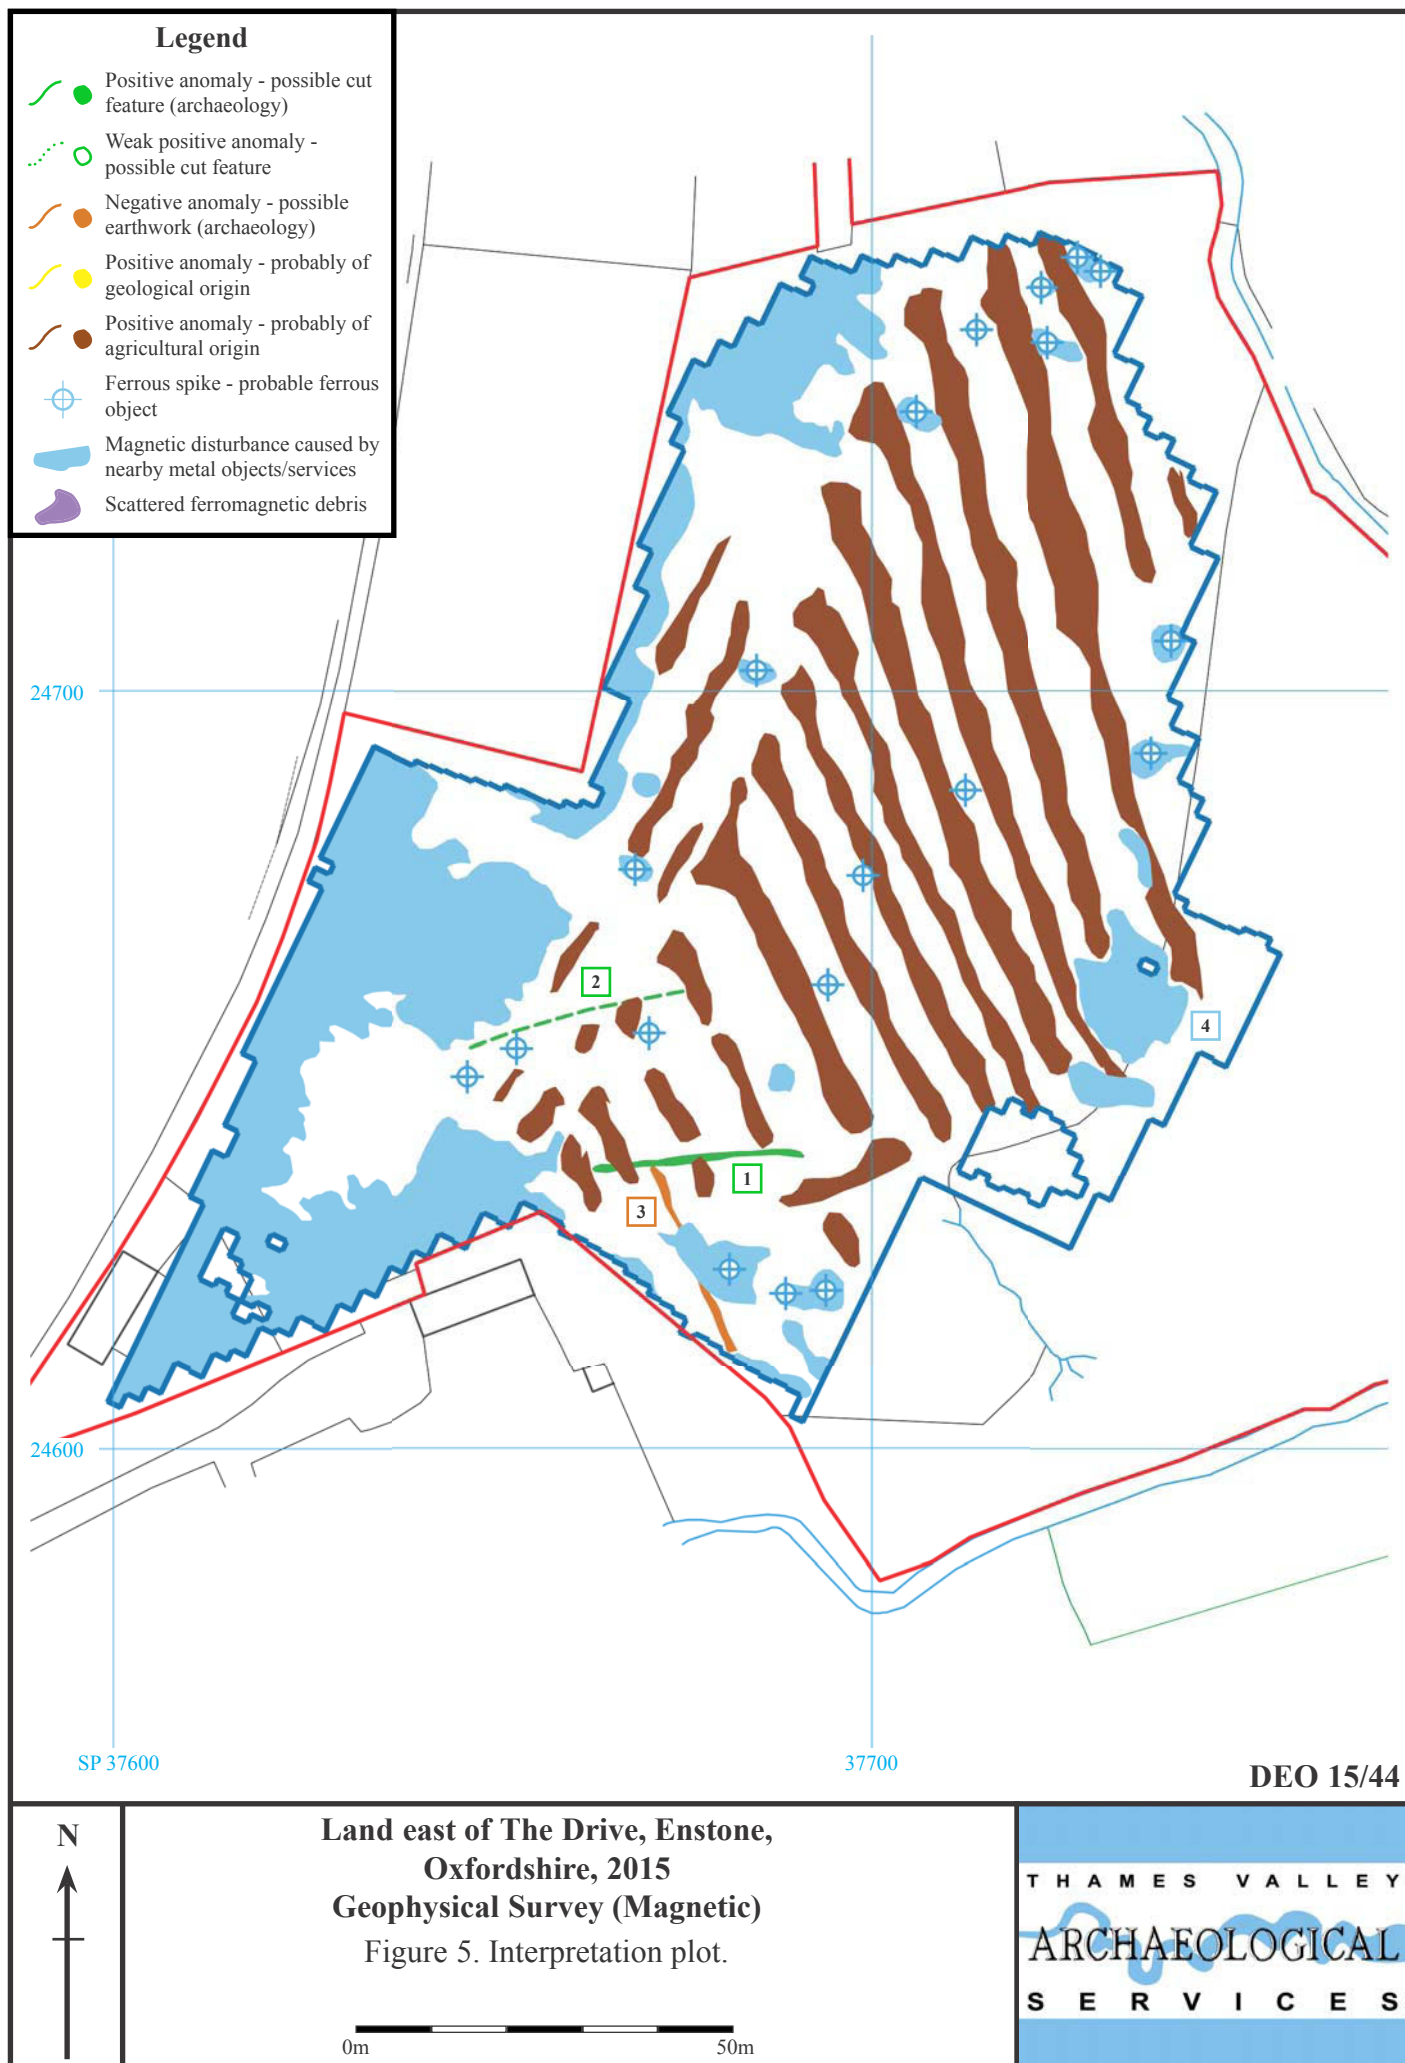 Legend
Positive anomaly - possible cut
feature (archaeology)
Weak positive anomaly -
possible cut feature
Negative anomaly - possible
earthwork (archaeology)
Positive anomaly - probably of
geological origin
Positive anomaly - probably of
agricultural origin
Ferrous spike - probable ferrous
object
Magnetic disturbance caused by
nearby metal objects/services
Scattered ferromagnetic debris
24700
2
4
1
3
24600
SP 37600
37700
DEO 15/44
N
Land east of The Drive, Enstone,
Oxfordshire, 2015
Geophysical Survey (Magnetic)
Figure 5. Interpretation plot.
0m
50m
THAMES VALLEY
ARCHAEOLOGICAL
SERVICES